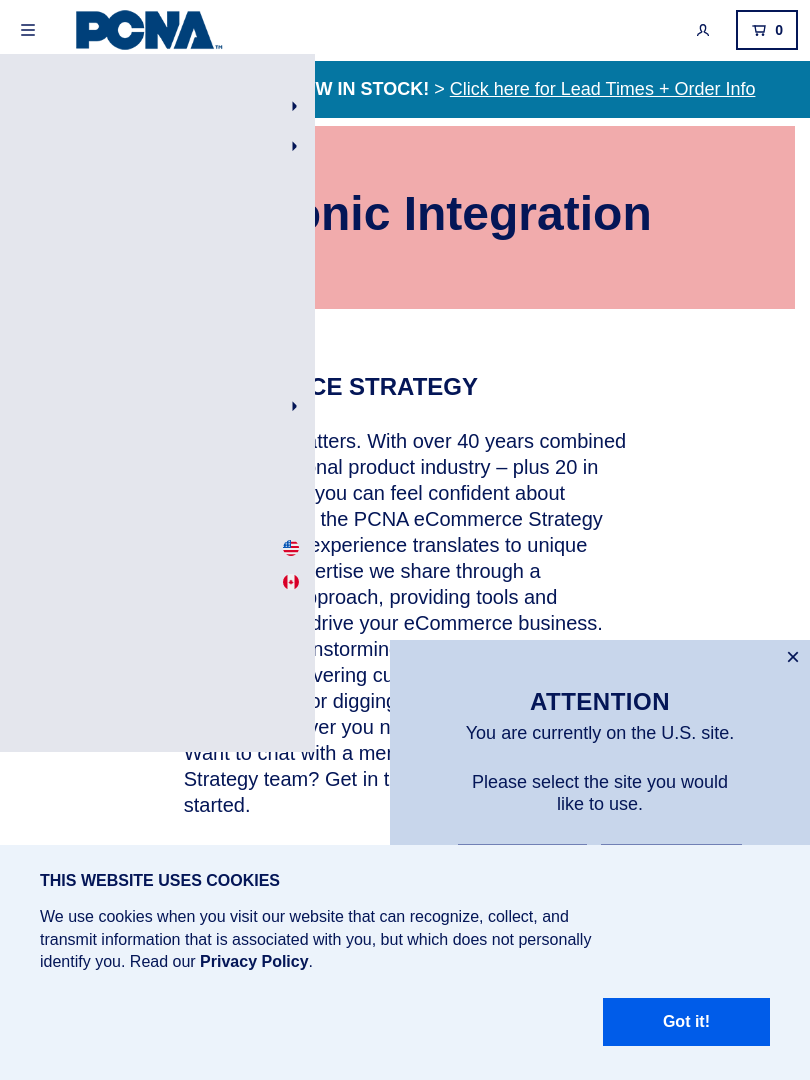 PCNA™
0
W IN STOCK! > Click here for Lead Times + Order Info
onic Integration
CE STRATEGY
atters. With over 40 years combined
onal product industry – plus 20 in
you can feel confident about
the PCNA eCommerce Strategy
experience translates to unique
ertise we share through a
pproach, providing tools and
drive your eCommerce business.
nstorming
vering cu
or digging
ver you n
Want to chat with a mer
Strategy team? Get in t
started.
×
ATTENTION
You are currently on the U.S. site.
Please select the site you would
like to use.
THIS WEBSITE USES COOKIES
We use cookies when you visit our website that can recognize, collect, and
transmit information that is associated with you, but which does not personally
identify you. Read our Privacy Policy.
Got it!